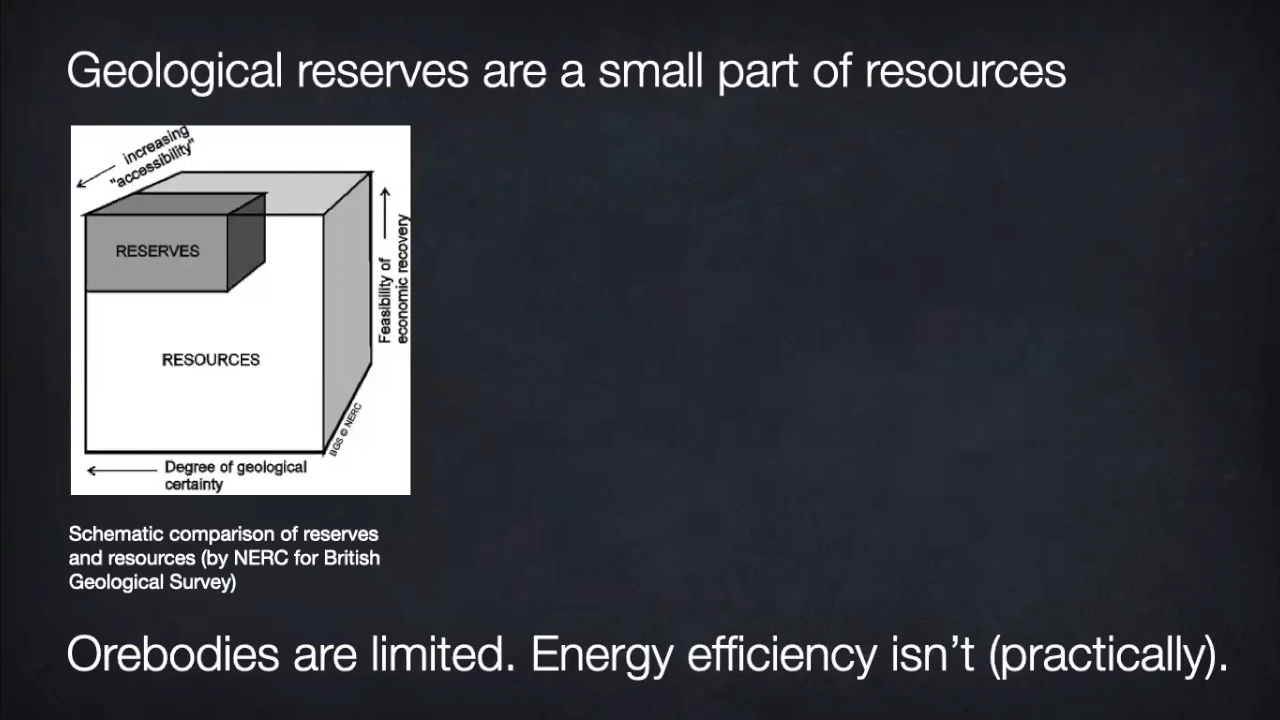 Geological reserves are a small part of resources
increasing
"accessibility"
RESERVES
RESOURCES
Feasibility of
economic recovery
BGS © NERC
Degree of geological
certainty
Schematic comparison of reserves
and resources (by NERC for British
Geological Survey)
Orebodies are limited. Energy efficiency isn’t (practically).